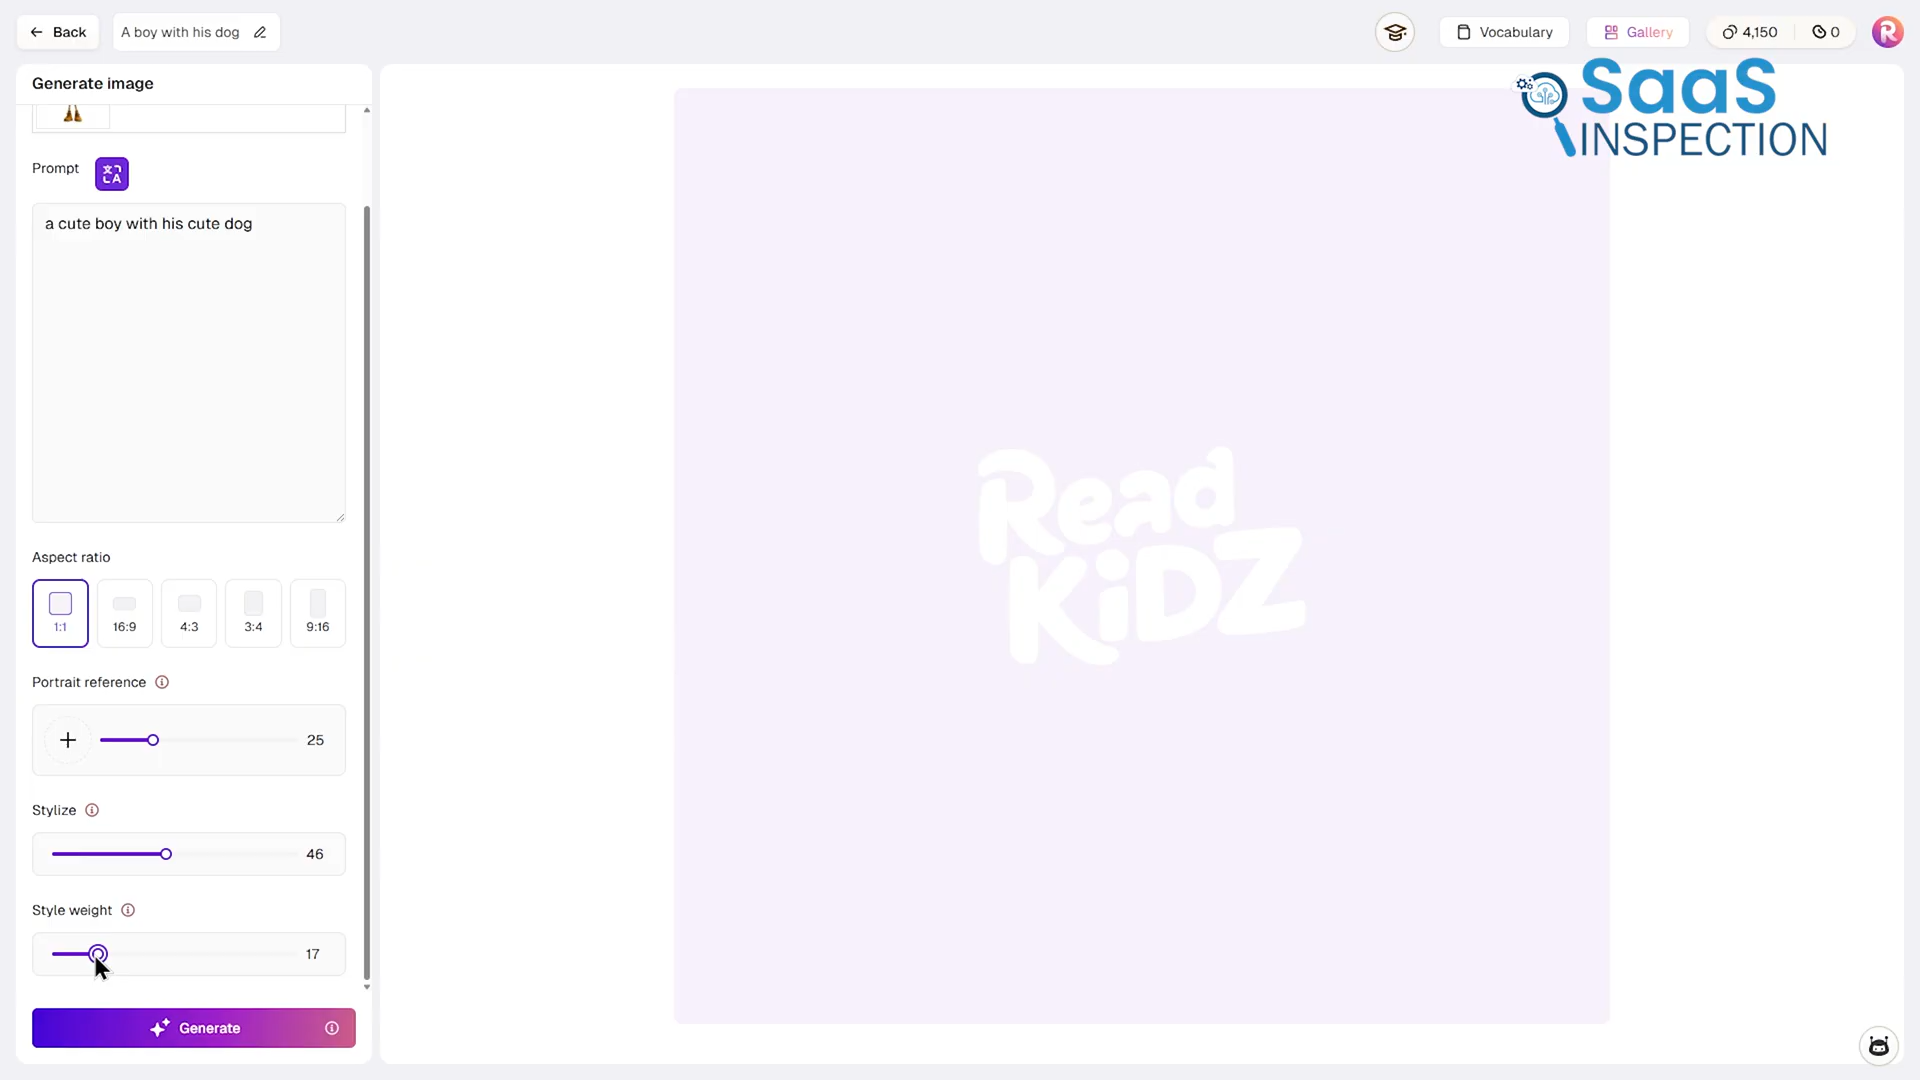 Back
A boy with his dog
Vocabulary
Gallery
4,150
0
R
SaaS
INSPECTION
Generate image
Prompt
文
A
a cute boy with his cute dog
Read
KiDZ
Aspect ratio
1:1
16:9
4:3
3:4
9:16
Portrait reference
25
Stylize
46
Style weight
17
Generate